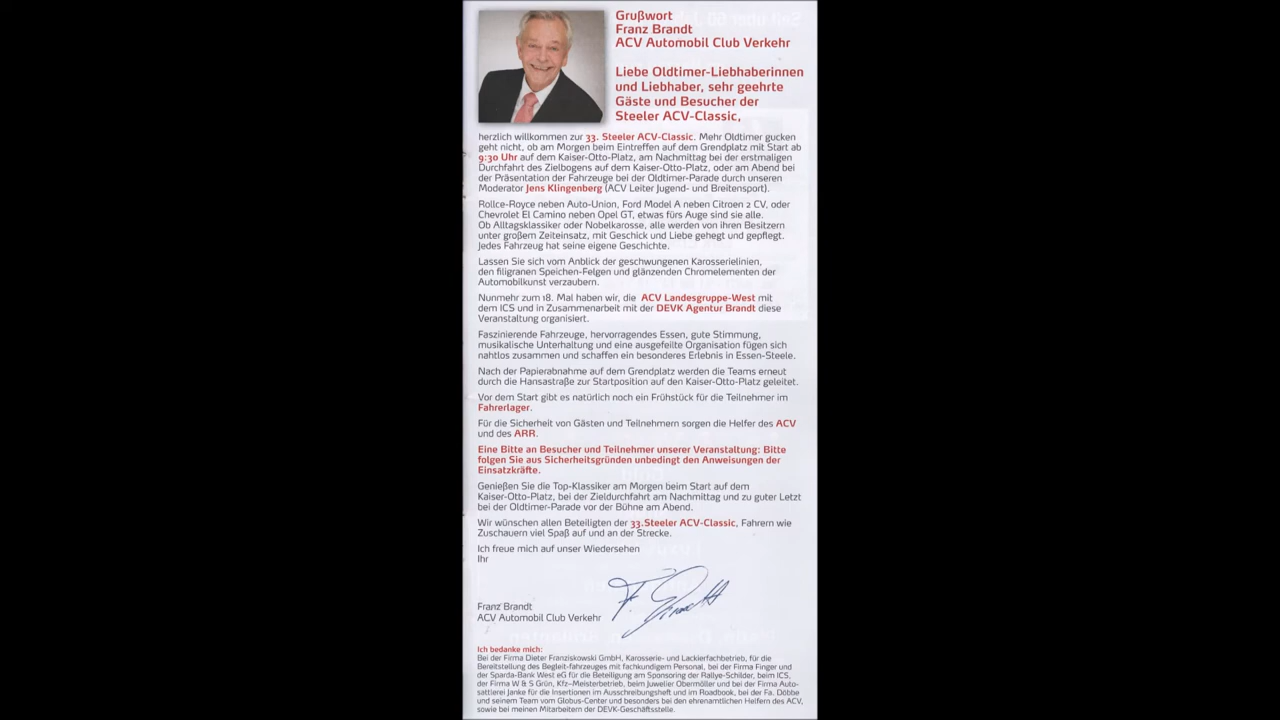 Grußwort
Franz Brandt
ACV Automobil Club Verkehr
Liebe Oldtimer-Liebhaberinnen
und Liebhaber, sehr geehrte
Gäste und Besucher der
Steeler ACV-Classic,
herzlich willkommen zur 33. Steeler ACV-Classic. Mehr Oldtimer gucken
geht nicht, ob am Morgen beim Eintreffen auf dem Grendplatz mit Start ab
9:30 Uhr auf dem Kaiser-Otto-Platz, am Nachmittag bei der erstmaligen
Durchfahrt des Zielbogens auf dem Kaiser-Otto-Platz, oder am Abend bei
der Präsentation der Fahrzeuge bei der Oldtimer-Parade durch unseren
Moderator Jens Klingenberg (ACV Leiter Jugend- und Breitensport).
Rollce-Royce neben Auto-Union, Ford Model A neben Citroen 2 CV, oder
Chevrolet El Camino neben Opel GT, etwas fürs Auge sind sie alle.
Ob Alltagsklassiker oder Nobelkarosse, alle werden von ihren Besitzern
unter großem Zeiteinsatz, mit Geschick und Liebe gehegt und gepflegt.
Jedes Fahrzeug hat seine eigene Geschichte.
Lassen Sie sich vom Anblick der geschwungenen Karosserielinien,
den filigranen Speichen-Felgen und glänzenden Chromelementen der
Automobilkunst verzaubern.
Nunmehr zum 18. Mal haben wir, die ACV Landesgruppe-West mit
dem ICS und in Zusammenarbeit mit der DEVK Agentur Brandt diese
Veranstaltung organisiert.
Faszinierende Fahrzeuge, hervorragendes Essen, gute Stimmung,
musikalische Unterhaltung und eine ausgefeilte Organisation fügen sich
nahtlos zusammen und schaffen ein besonderes Erlebnis in Essen-Steele.
Nach der Papierabnahme auf dem Grendplatz werden die Teams erneut
durch die Hansastraße zur Startposition auf den Kaiser-Otto-Platz geleitet.
Vor dem Start gibt es natürlich noch ein Frühstück für die Teilnehmer im
Fahrerlager.
Für die Sicherheit von Gästen und Teilnehmern sorgen die Helfer des ACV
und des ARR.
Eine Bitte an Besucher und Teilnehmer unserer Veranstaltung: Bitte
folgen Sie aus Sicherheitsgründen unbedingt den Anweisungen der
Einsatzkräfte.
Genießen Sie die Top-Klassiker am Morgen beim Start auf dem
Kaiser-Otto-Platz, bei der Zieldurchfahrt am Nachmittag und zu guter Letzt
bei der Oldtimer-Parade vor der Bühne am Abend.
Wir wünschen allen Beteiligten der 33.Steeler ACV-Classic, Fahrern wie
Zuschauern viel Spaß auf und an der Strecke.
Ich freue mich auf unser Wiedersehen
Ihr
F. Brandt
Franz Brandt
ACV Automobil Club Verkehr
Ich bedanke mich:
Bei der Firma Dieter Franziskowski GmbH, Karosserie- und Lackierfachbetrieb, für die
Bereitstellung des Begleit-fahrzeuges mit fachkundigem Personal, bei der Firma Finger und
der Sparda-Bank West eG für die Beteiligung am Sponsoring der Rallye-Schilder, beim ICS,
der Firma W & S Grün, Kfz–Meisterbetrieb, beim Juwelier Obermöller und bei der Firma Auto-
sattlerei Janke für die Insertionen im Ausschreibungsheft und im Roadbook, bei der Fa. Döbbe
und seinem Team vom Globus-Center und besonders bei den ehrenamtlichen Helfern des ACV,
sowie bei meinen Mitarbeitern der DEVK-Geschäftsstelle.